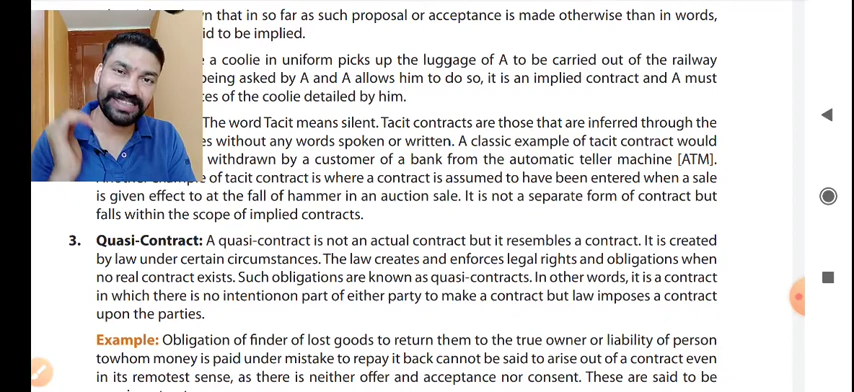 n that in so far as such proposal or acceptance is made otherwise than in words,
id to be implied.
a coolie in uniform picks up the luggage of A to be carried out of the railway
being asked by A and A allows him to do so, it is an implied contract and A must
es of the coolie detailed by him.
The word Tacit means silent. Tacit contracts are those that are inferred through the
es without any words spoken or written. A classic example of tacit contract would
withdrawn by a customer of a bank from the automatic teller machine [ATM].
e of tacit contract is where a contract is assumed to have been entered when a sale
is given effect to at the fall of hammer in an auction sale. It is not a separate form of contract but
falls within the scope of implied contracts.
3. Quasi-Contract: A quasi-contract is not an actual contract but it resembles a contract. It is created
by law under certain circumstances. The law creates and enforces legal rights and obligations when
no real contract exists. Such obligations are known as quasi-contracts. In other words, it is a contract
in which there is no intentionon part of either party to make a contract but law imposes a contract
upon the parties.
Example: Obligation of finder of lost goods to return them to the true owner or liability of person
towhom money is paid under mistake to repay it back cannot be said to arise out of a contract even
in its remotest sense, as there is neither offer and acceptance nor consent. These are said to be